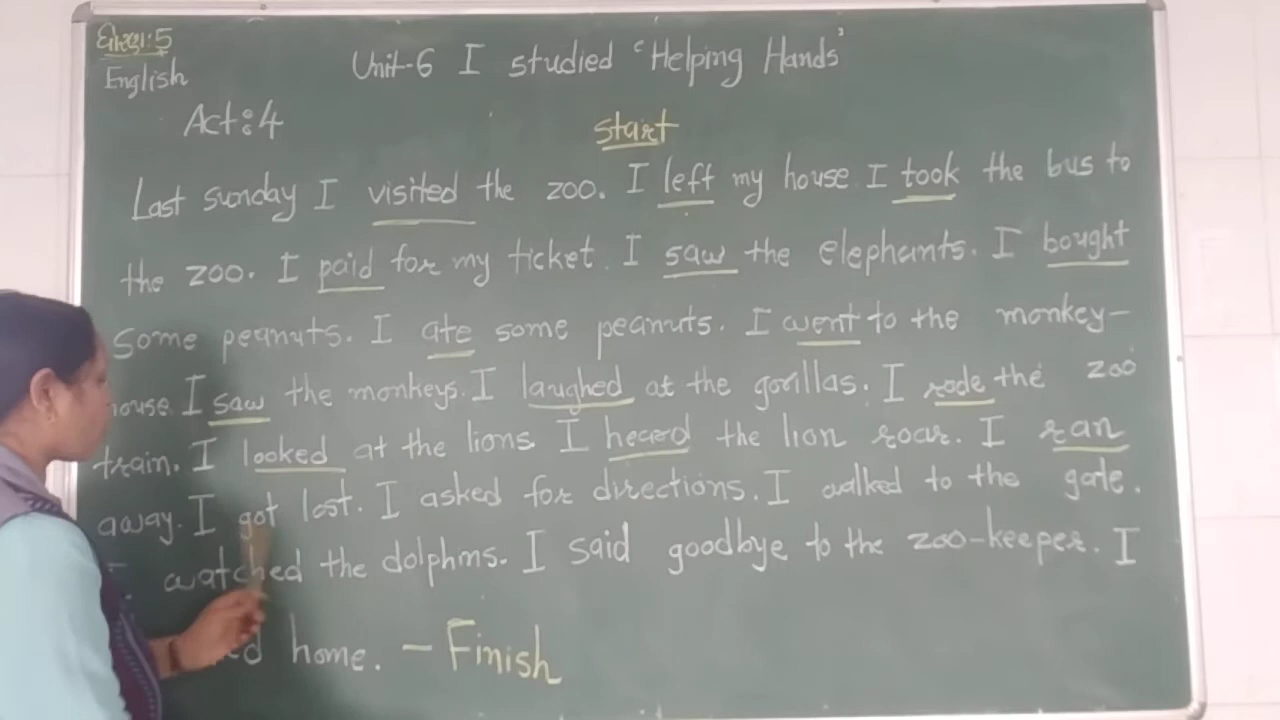 ધોરણ:5
English
Unit-6 I studied ‘Helping Hands’
Act:4
start
Last sunday I visited the zoo. I left my house I took the bus to
the zoo. I paid for my ticket. I saw the elephants. I bought
some peanuts. I ate some peanuts. I went to the monkey-
house. I saw the monkeys. I laughed at the gorillas. I rode the zoo
train. I looked at the lions I heard the lion roar. I ran
away. I got lost. I asked for directions. I walked to the gate.
I watched the dolphins. I said goodbye to the zoo-keeper. I
home. - Finish